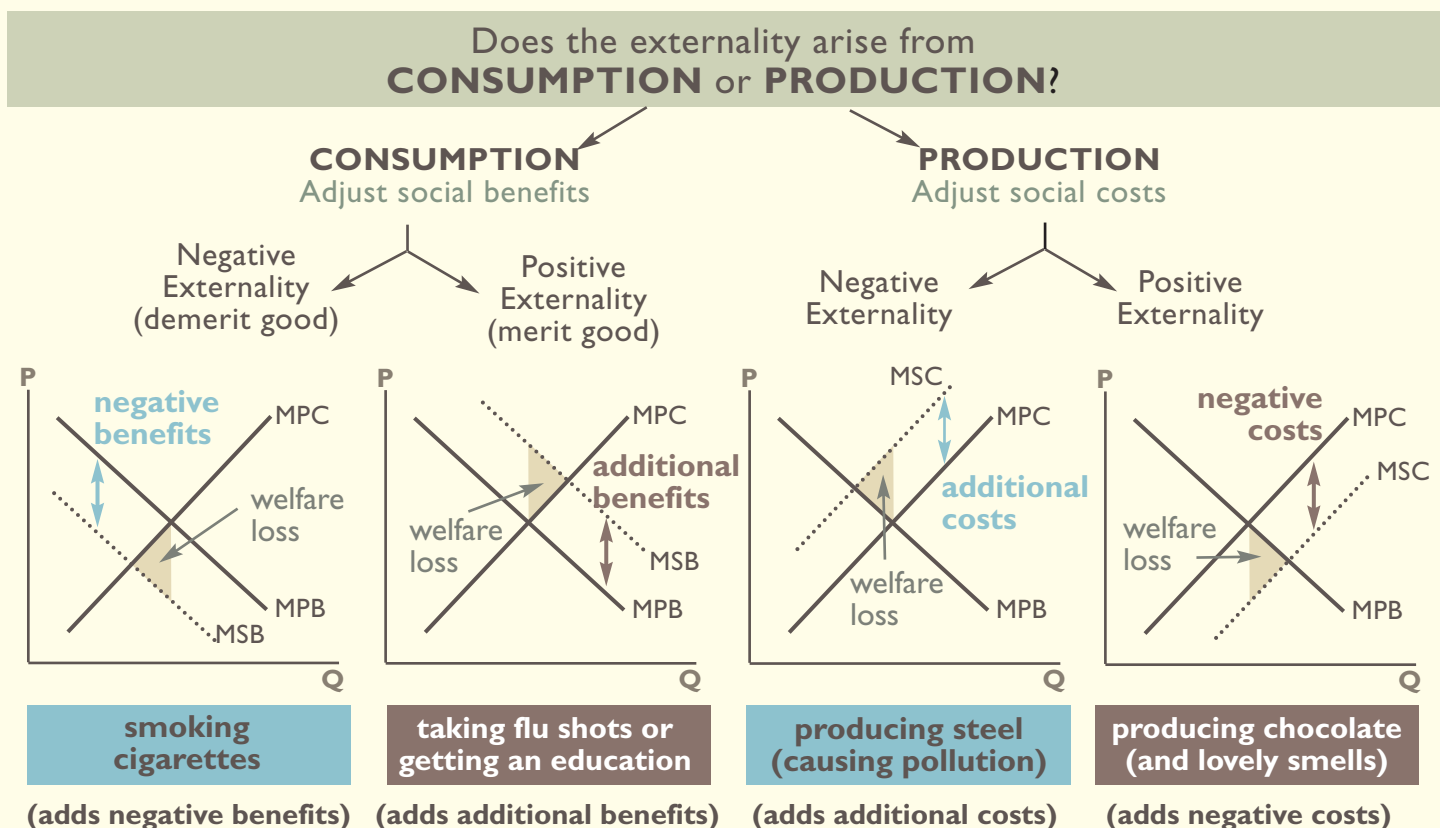 Does the externality arise from
CONSUMPTION or PRODUCTION?
CONSUMPTION
Adjust social benefits
PRODUCTION
Adjust social costs
Negative
Externality
(demerit good)
Positive
Externality
(merit good)
Negative
Externality
Positive
Externality
P
negative
benefits
MPC
welfare
loss
MPB
MSB
Q
P
MPC
additional
benefits
welfare
loss
MSB
MPB
Q
P
MSC
MPC
additional
costs
welfare
loss
MPB
Q
P
negative
costs
MPC
MSC
welfare
loss
MPB
Q
smoking
cigarettes
(adds negative benefits)
taking flu shots or
getting an education
(adds additional benefits)
producing steel
(causing pollution)
(adds additional costs)
producing chocolate
(and lovely smells)
(adds negative costs)